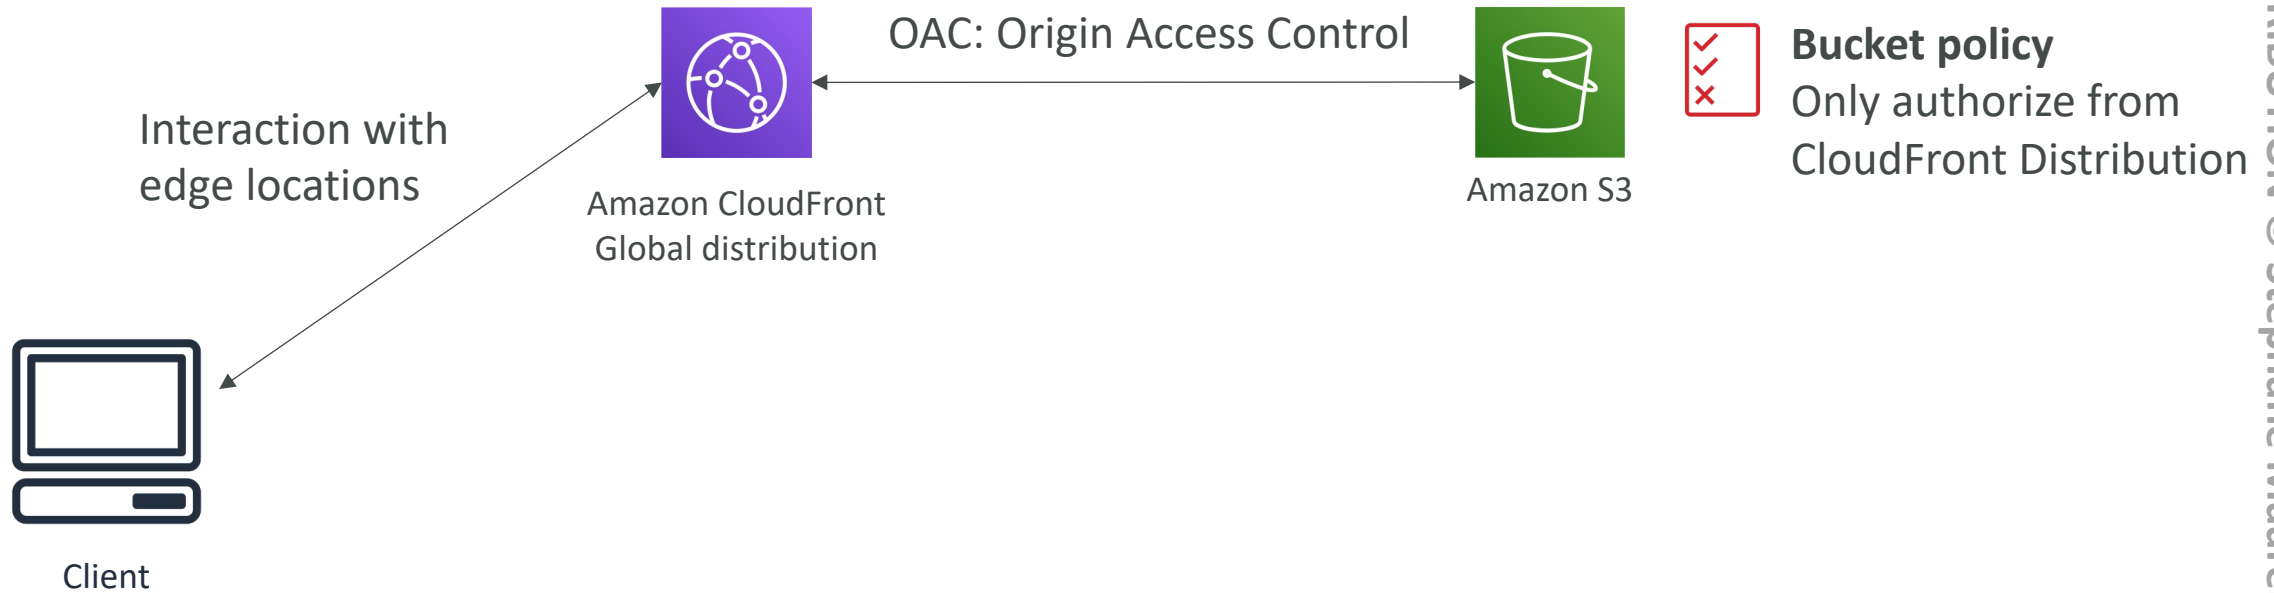 OAC: Origin Access Control
Bucket policy
Only authorize from
CloudFront Distribution
Interaction with
edge locations
Amazon CloudFront
Global distribution
Amazon S3
Client